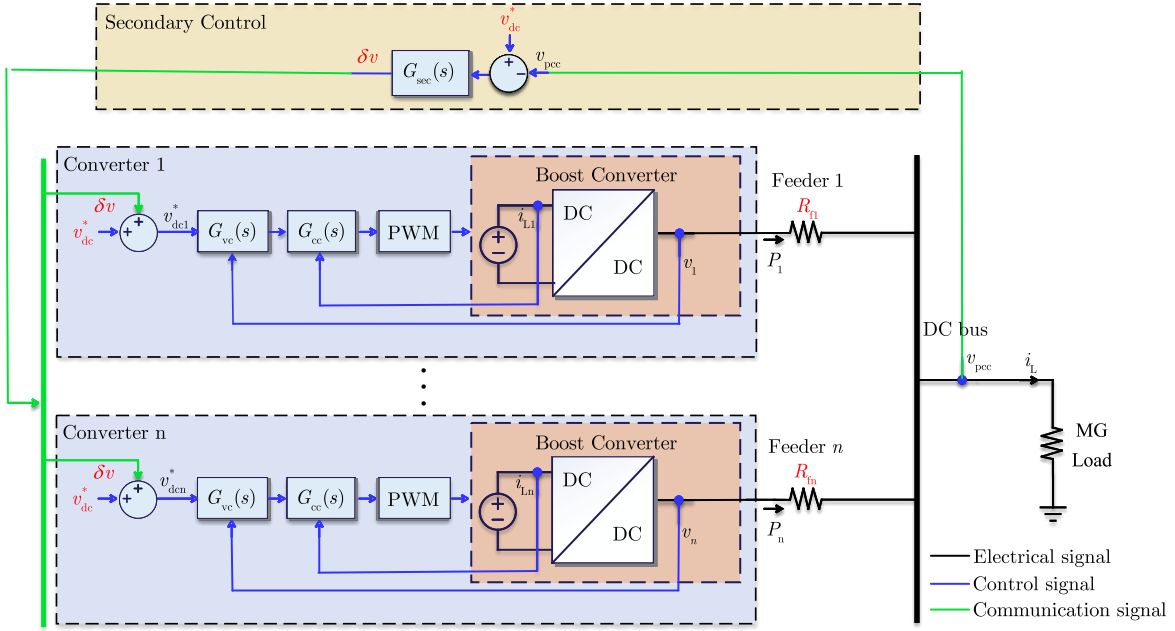 Secondary Control
v*dc
δv
Gsec(s)
vpcc
+
−
Converter 1
Boost Converter
Feeder 1
δv
v*dc
+
+
v*dc1
Gvc(s)
Gcc(s)
PWM
iL1
+
−
DC
DC
v1
P1
Rf1
DC bus
vpcc
iL
MG
Load
Converter n
Boost Converter
Feeder n
δv
v*dc
+
+
v*dcn
Gvc(s)
Gcc(s)
PWM
iLn
+
−
DC
DC
vn
Pn
Rfn
Electrical signal
Control signal
Communication signal